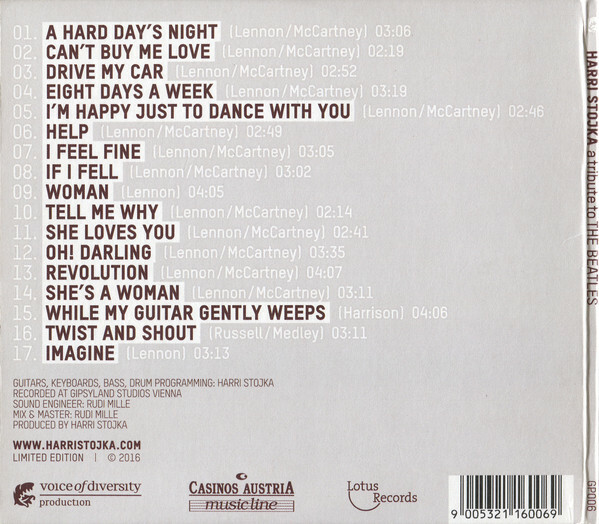 01. A HARD DAY'S NIGHT (Lennon/McCartney) 03:06
02. CAN'T BUY ME LOVE (Lennon/McCartney) 02:19
03. DRIVE MY CAR (Lennon/McCartney) 02:52
04. EIGHT DAYS A WEEK (Lennon/McCartney) 03:19
05. I'M HAPPY JUST TO DANCE WITH YOU (Lennon/McCartney) 02:46
06. HELP (Lennon/McCartney) 02:49
07. I FEEL FINE (Lennon/McCartney) 03:05
08. IF I FELL (Lennon/McCartney) 03:02
09. WOMAN (Lennon) 04:05
10. TELL ME WHY (Lennon/McCartney) 02:14
11. SHE LOVES YOU (Lennon/McCartney) 02:41
12. OH! DARLING (Lennon/McCartney) 03:35
13. REVOLUTION (Lennon/McCartney) 04:07
14. SHE'S A WOMAN (Lennon/McCartney) 03:11
15. WHILE MY GUITAR GENTLY WEEPS (Harrison) 04:06
16. TWIST AND SHOUT (Russell/Medley) 03:11
17. IMAGINE (Lennon) 03:13
GUITARS, KEYBOARDS, BASS, DRUM PROGRAMMING: HARRI STOJKA
RECORDED AT GIPSYLAND STUDIOS VIENNA
SOUND ENGINEER: RUDI MILLE
MIX & MASTER: RUDI MILLE
PRODUCED BY HARRI STOJKA
WWW.HARRISTOJKA.COM
LIMITED EDITION | © 2016
voice of diversity
production
CASINOS AUSTRIA
musicline
Lotus
Records
9 005321 160069
HARRI STOJKA a tribute to THE BEATLES
GP006